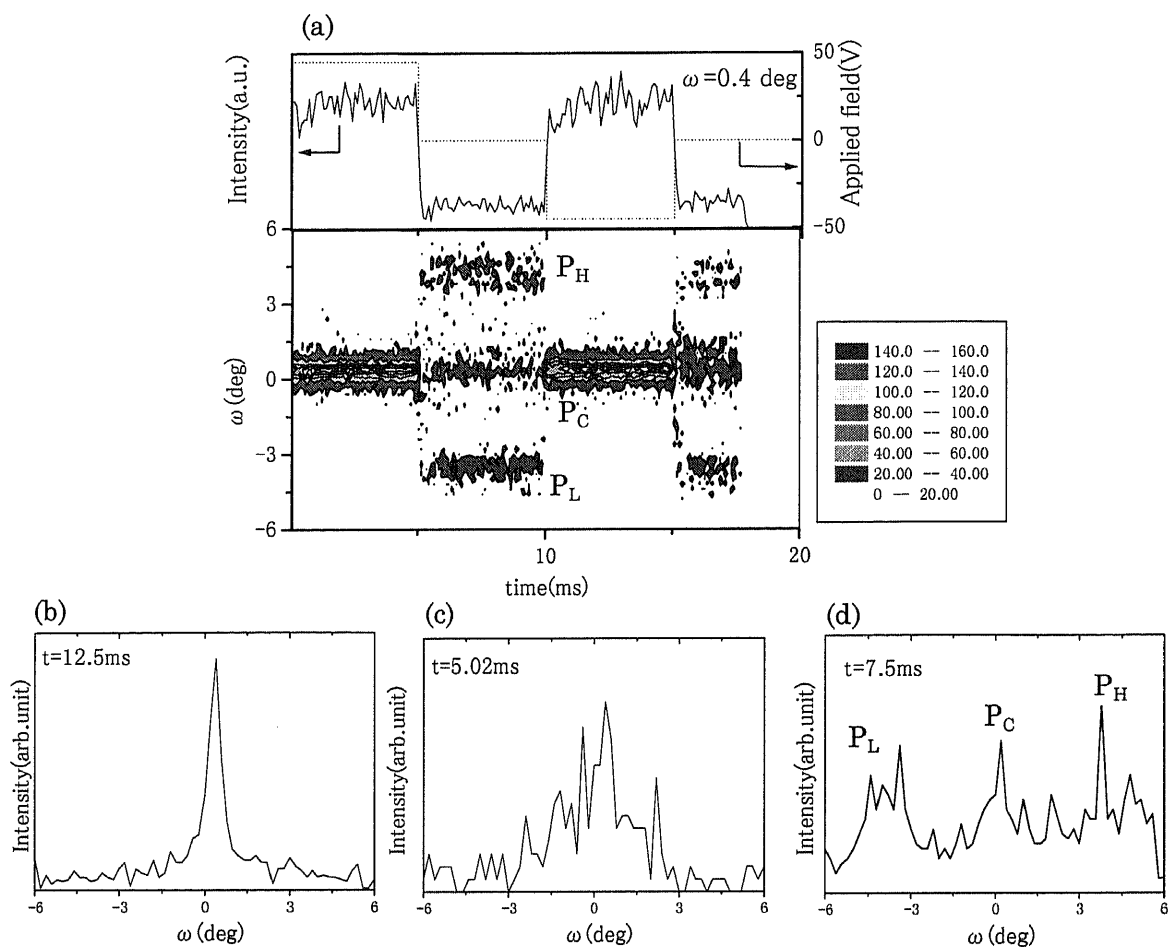 (a)
50
0
-50
Intensity(a.u.)
Applied field(V)
ω=0.4 deg
6
3
0
-3
-6
ω(deg)
P_H
P_C
P_L
10
20
time(ms)
140.0 -- 160.0
120.0 -- 140.0
100.0 -- 120.0
80.00 -- 100.0
60.00 -- 80.00
40.00 -- 60.00
20.00 -- 40.00
0 -- 20.00
(b)
t=12.5ms
Intensity(arb.unit)
-6 -3 0 3 6
ω(deg)
(c)
t=5.02ms
Intensity(arb.unit)
-6 -3 0 3 6
ω(deg)
(d)
t=7.5ms
P_L
P_C
P_H
Intensity(arb.unit)
-6 -3 0 3 6
ω(deg)